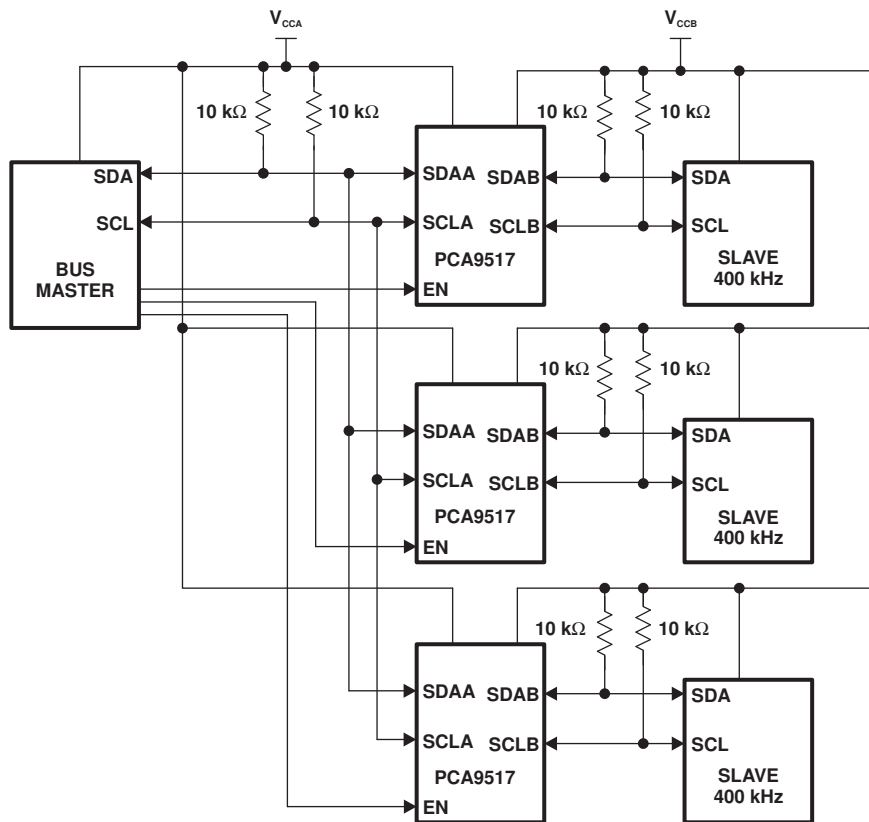 VCCA
VCCB
10 kΩ
10 kΩ
10 kΩ
10 kΩ
SDA
SCL
BUS
MASTER
SDAA
SCLA
PCA9517
EN
SDAB
SCLB
SDA
SCL
SLAVE
400 kHz
10 kΩ
10 kΩ
SDAA
SCLA
PCA9517
EN
SDAB
SCLB
SDA
SCL
SLAVE
400 kHz
10 kΩ
10 kΩ
SDAA
SCLA
PCA9517
EN
SDAB
SCLB
SDA
SCL
SLAVE
400 kHz